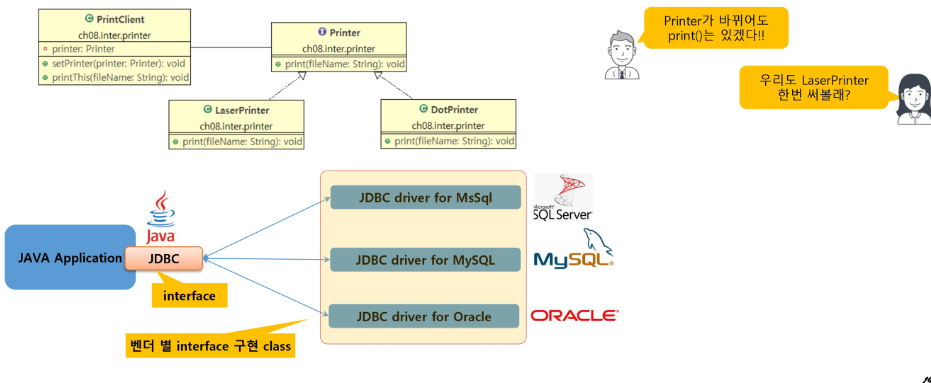 PrintClient
ch08.inter.printer
printer: Printer
setPrinter(printer: Printer): void
printThis(fileName: String): void
Printer
ch08.inter.printer
print(fileName: String): void
LaserPrinter
ch08.inter.printer
print(fileName: String): void
DotPrinter
ch08.inter.printer
print(fileName: String): void
Printer가 바뀌어도
print()는 있겠다!!
우리도 LaserPrinter
한번 써볼래?
JAVA Application
Java
JDBC
interface
벤더 별 interface 구현 class
JDBC driver for MsSql
JDBC driver for MySQL
JDBC driver for Oracle
Microsoft
SQL Server
MySQL®
ORACLE®